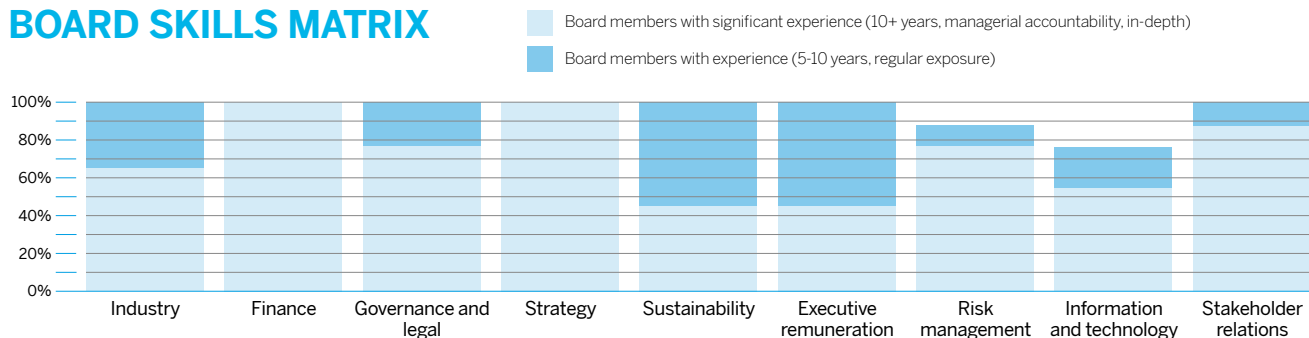 BOARD SKILLS MATRIX
Board members with significant experience (10+ years, managerial accountability, in-depth)
Board members with experience (5-10 years, regular exposure)
100%
80%
60%
40%
20%
0%
Industry
Finance
Governance and
legal
Strategy
Sustainability
Executive
remuneration
Risk
management
Information
and technology
Stakeholder
relations